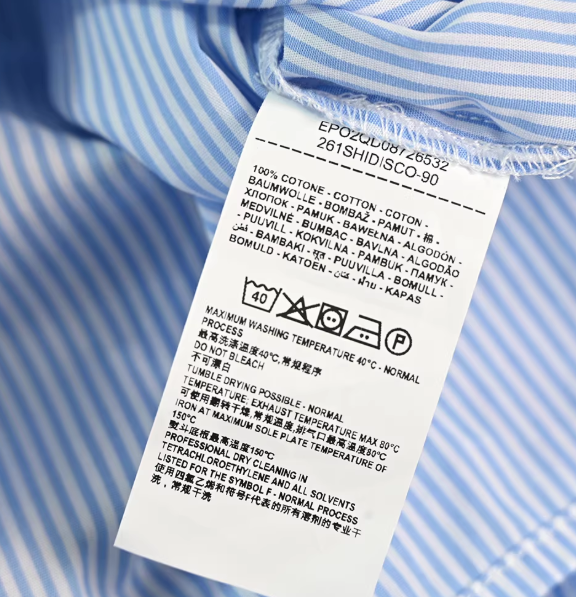 EPO2QD08726532
261SHIDISCO-90
100% COTONE - COTTON - COTON -
BAUMWOLLE - BOMBAŽ - PAMUT - 棉 -
ХЛОПОК - PAMUK - BAWEŁNA - ALGODÓN -
MEDVILNĖ - BUMBAC - BAVLNA - ALGODÃO
- PUUVILL - KOKVILNA - PAMBUK - ПАМУК -
- BAMBAKI - PUUVILLA - BOMULL -
BOMULD - KATOEN - KAPAS
40
P
MAXIMUM WASHING TEMPERATURE 40°C - NORMAL
PROCESS
最高洗涤温度40℃,常规程序
DO NOT BLEACH
不可漂白
TUMBLE DRYING POSSIBLE - NORMAL
TEMPERATURE; EXHAUST TEMPERATURE MAX 80°C
可使用翻转干燥,常规温度,排气口最高温度80℃
IRON AT MAXIMUM SOLE PLATE TEMPERATURE OF
150°C
熨斗底板最高温度150℃
PROFESSIONAL DRY CLEANING IN
TETRACHLOROETHYLENE AND ALL SOLVENTS
LISTED FOR THE SYMBOL F - NORMAL PROCESS
使用四氯乙烯和符号F代表的所有溶剂的专业干
洗，常规干洗